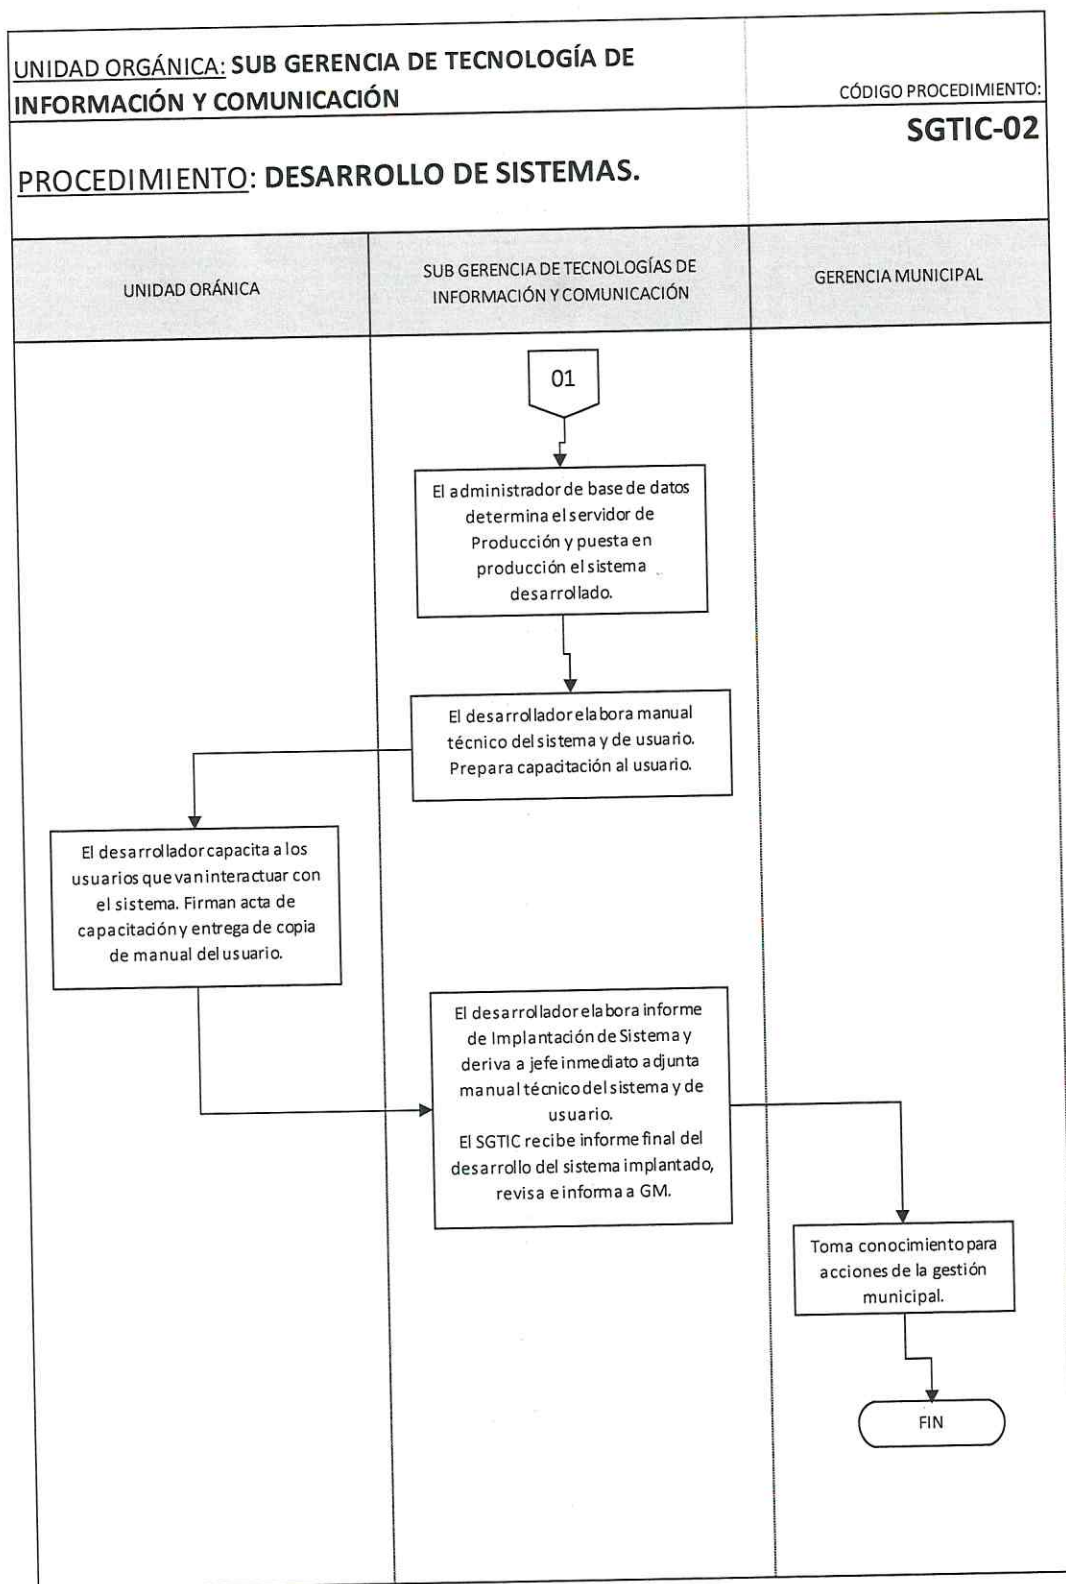 UNIDAD ORGÁNICA: SUB GERENCIA DE TECNOLOGÍA DE
INFORMACIÓN Y COMUNICACIÓN
CÓDIGO PROCEDIMIENTO:
SGTIC-02
PROCEDIMIENTO: DESARROLLO DE SISTEMAS.
UNIDAD ORÁNICA
SUB GERENCIA DE TECNOLOGÍAS DE
INFORMACIÓN Y COMUNICACIÓN
GERENCIA MUNICIPAL
01
El administrador de base de datos
determina el servidor de
Producción y puesta en
producción el sistema
desarrollado.
El desarrollador elabora manual
técnico del sistema y de usuario.
Prepara capacitación al usuario.
El desarrollador capacita a los
usuarios que van interactuar con
el sistema. Firman acta de
capacitación y entrega de copia
de manual del usuario.
El desarrollador elabora informe
de Implantación de Sistema y
deriva a jefe inmediato adjunta
manual técnico del sistema y de
usuario.
El SGTIC recibe informe final del
desarrollo del sistema implantado,
revisa e informa a GM.
Toma conocimiento para
acciones de la gestión
municipal.
FIN